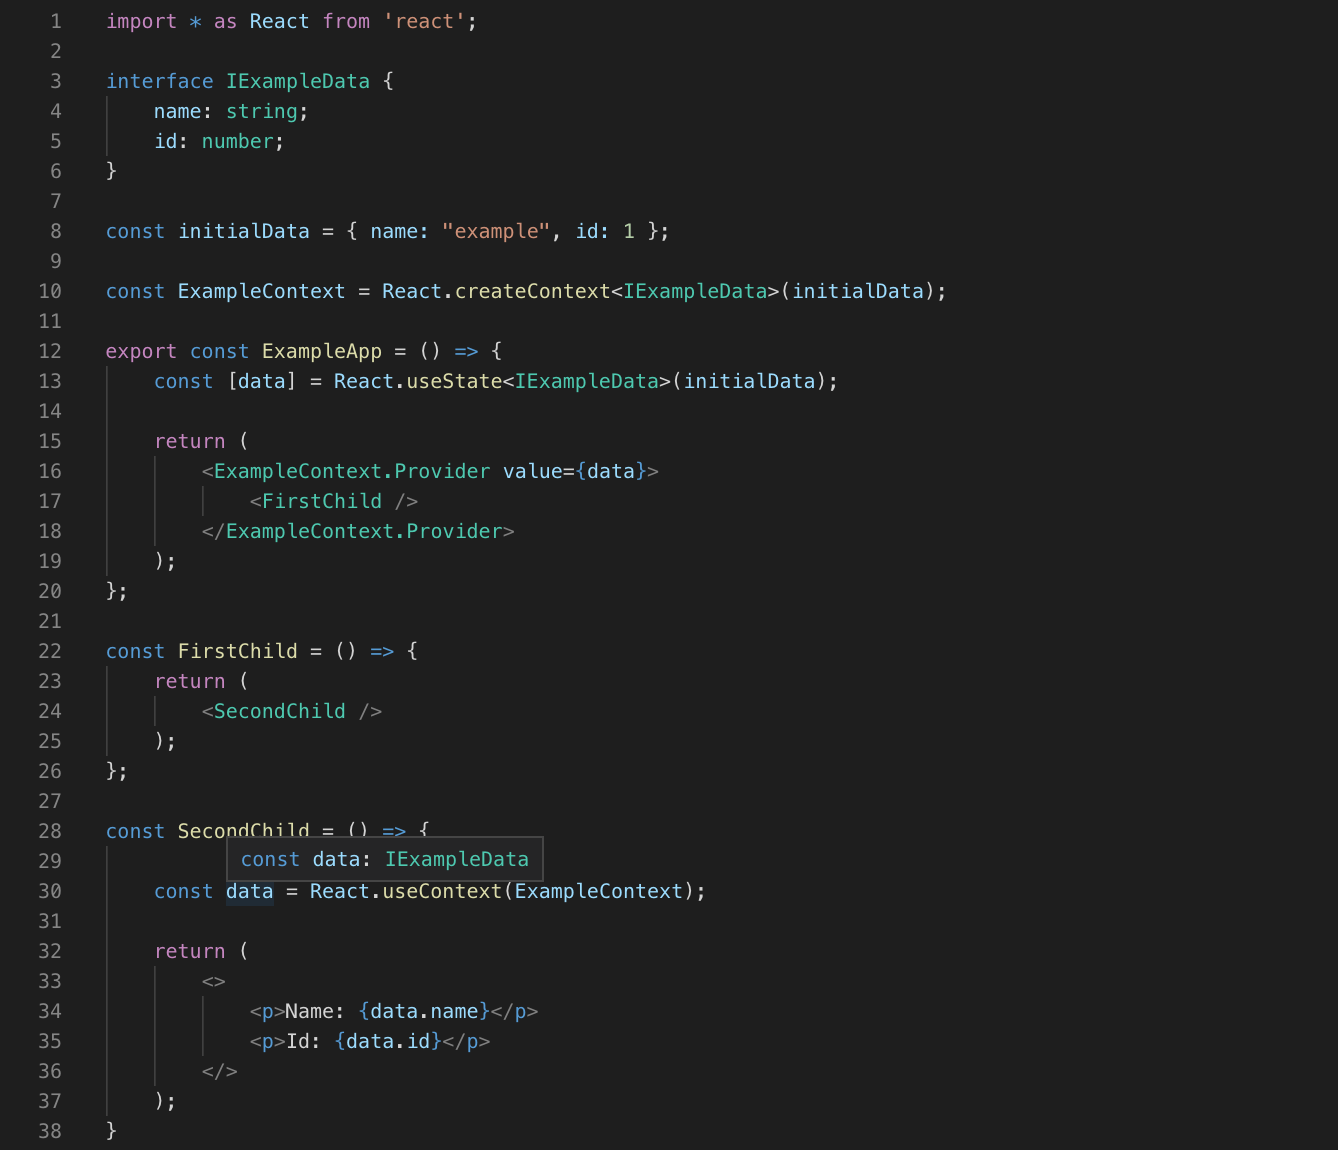 1 import * as React from 'react';
2
3 interface IExampleData {
4 name: string;
5 id: number;
6 }
7
8 const initialData = { name: "example", id: 1 };
9
10 const ExampleContext = React.createContext<IExampleData>(initialData);
11
12 export const ExampleApp = () => {
13 const [data] = React.useState<IExampleData>(initialData);
14
15 return (
16 <ExampleContext.Provider value={data}>
17 <FirstChild />
18 </ExampleContext.Provider>
19 );
20 };
21
22 const FirstChild = () => {
23 return (
24 <SecondChild />
25 );
26 };
27
28 const SecondChild = () => {
29 const data: IExampleData
30 const data = React.useContext(ExampleContext);
31
32 return (
33 <>
34 <p>Name: {data.name}</p>
35 <p>Id: {data.id}</p>
36 </>
37 );
38 }